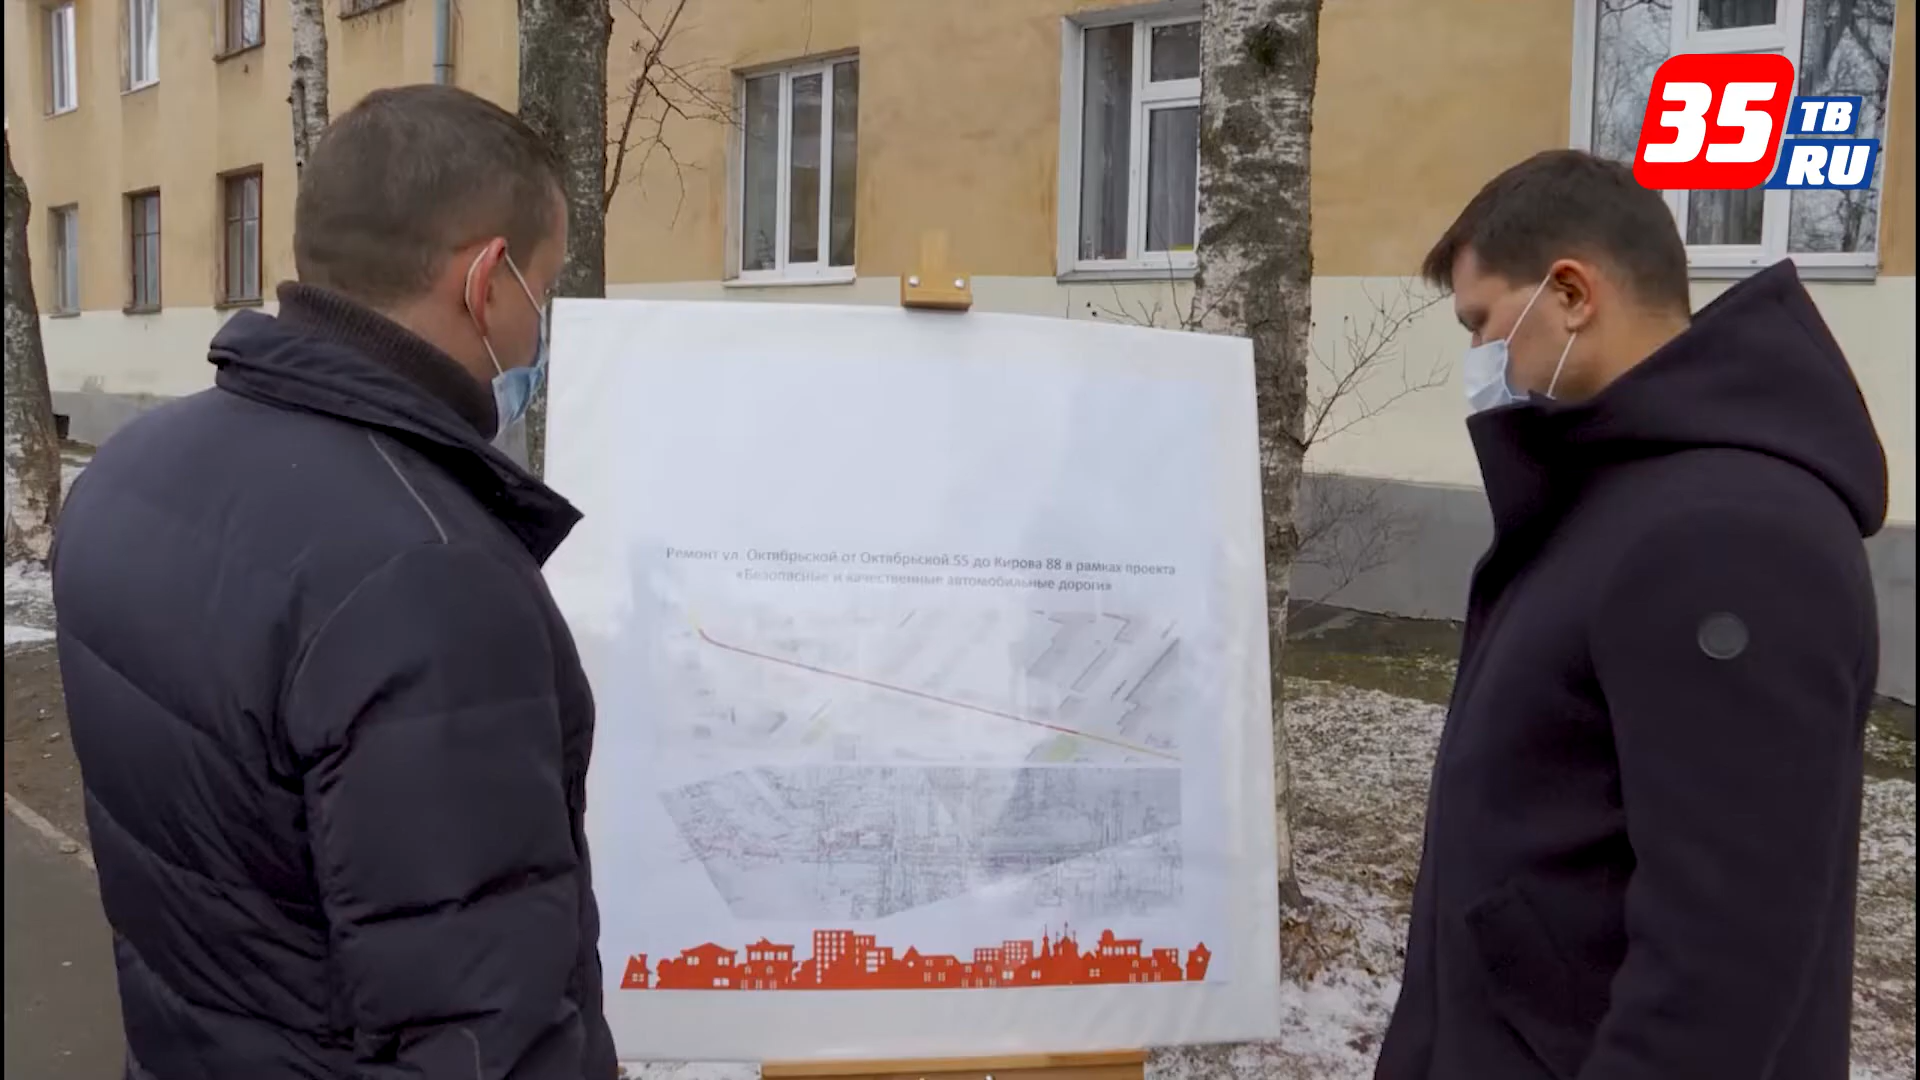 35
ТВ
RU
Ремонт ул. Октябрьской от Октябрьской 55 до Кирова 88 в рамках проекта
«Безопасные и качественные автомобильные дороги»